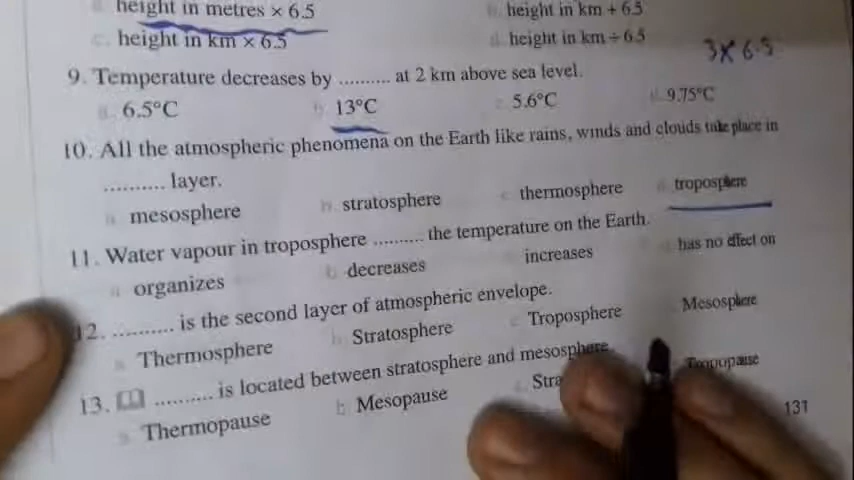 a. height in metres × 6.5
b. height in km + 6.5
c. height in km × 6.5
d. height in km ÷ 6.5
3×6.5
9. Temperature decreases by .......... at 2 km above sea level.
a. 6.5°C
b. 13°C
c. 5.6°C
d. 9.75°C
10. All the atmospheric phenomena on the Earth like rains, winds and clouds take place in
.......... layer.
a. mesosphere
b. stratosphere
c. thermosphere
d. troposphere
11. Water vapour in troposphere .......... the temperature on the Earth.
a. organizes
b. decreases
increases
has no effect on
12. .......... is the second layer of atmospheric envelope.
a. Thermosphere
b. Stratosphere
c. Troposphere
Mesosphere
13. .......... is located between stratosphere and mesosphere.
a. Thermopause
b. Mesopause
c. Stra
Tropopause
131